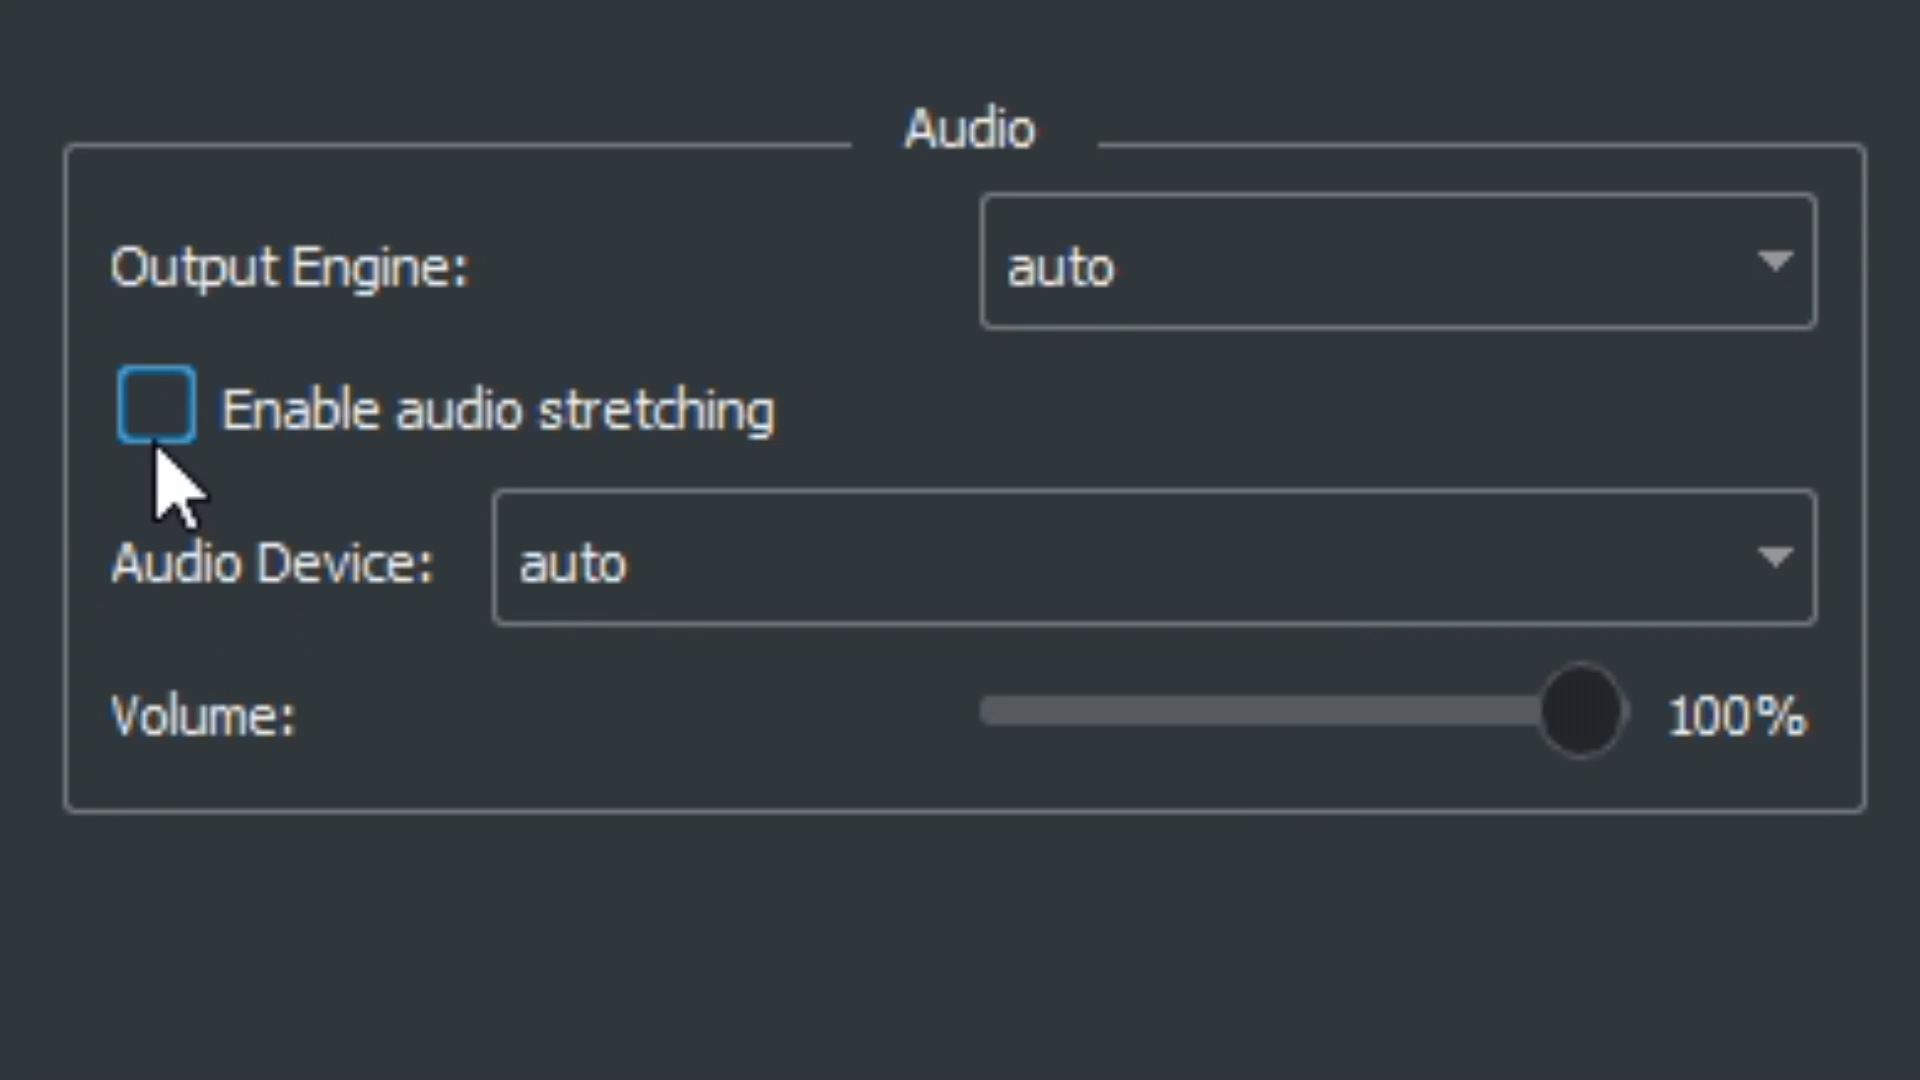 Audio
Output Engine: auto
Enable audio stretching
Audio Device: auto
Volume: 100%